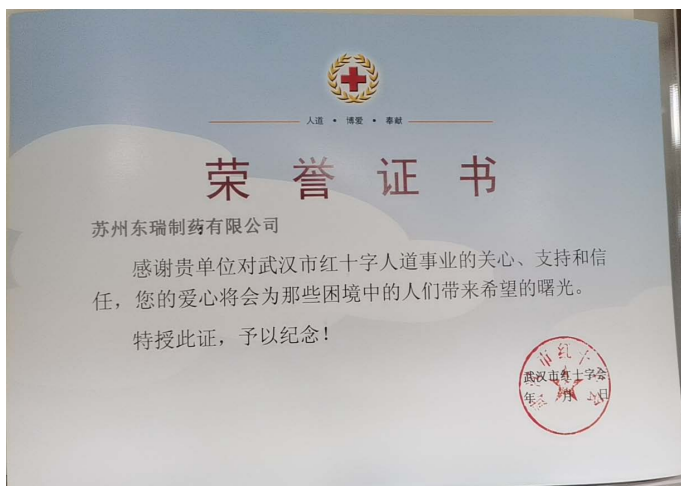 人道 • 博爱 • 奉献
荣誉证书
苏州东瑞制药有限公司
感谢贵单位对武汉市红十字人道事业的关心、支持和信
任，您的爱心将会为那些困境中的人们带来希望的曙光。
特授此证，予以纪念！
武汉市红十字会
年 月 日